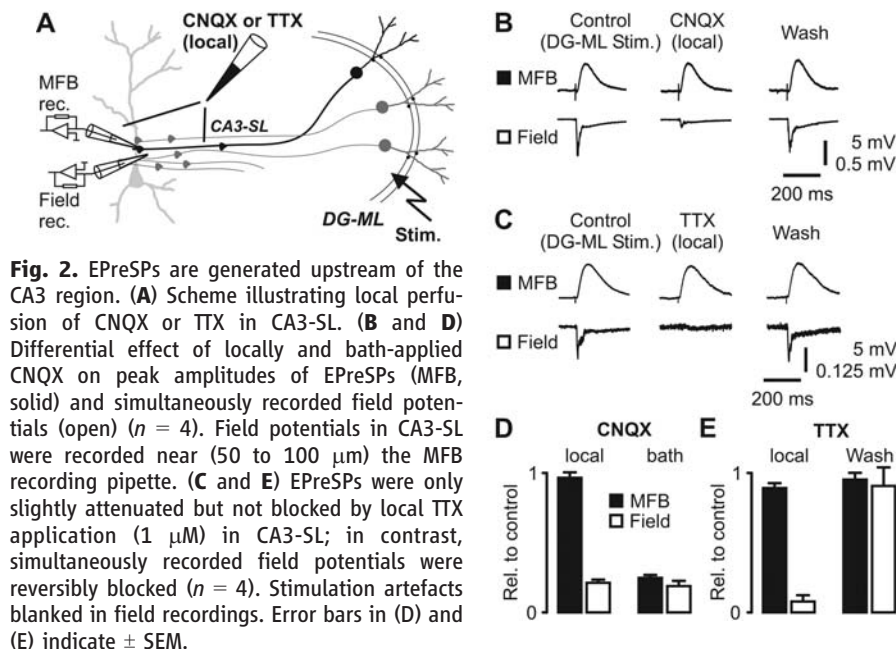 A
CNQX or TTX
(local)
MFB
rec.
CA3-SL
Field
rec.
DG-ML
Stim.
Fig. 2. EPreSPs are generated upstream of the
CA3 region. (A) Scheme illustrating local perfu-
sion of CNQX or TTX in CA3-SL. (B and D)
Differential effect of locally and bath-applied
CNQX on peak amplitudes of EPreSPs (MFB,
solid) and simultaneously recorded field poten-
tials (open) (n = 4). Field potentials in CA3-SL
were recorded near (50 to 100 μm) the MFB
recording pipette. (C and E) EPreSPs were only
slightly attenuated but not blocked by local TTX
application (1 μM) in CA3-SL; in contrast,
simultaneously recorded field potentials were
reversibly blocked (n = 4). Stimulation artefacts
blanked in field recordings. Error bars in (D) and
(E) indicate ± SEM.
B
Control CNQX Wash
(DG-ML Stim.) (local)
MFB
Field
5 mV
0.5 mV
200 ms
C
Control TTX Wash
(DG-ML Stim.) (local)
MFB
Field
5 mV
0.125 mV
200 ms
D CNQX
local bath
1
Rel. to control
0
MFB
Field
E TTX
local Wash
1
Rel. to control
0